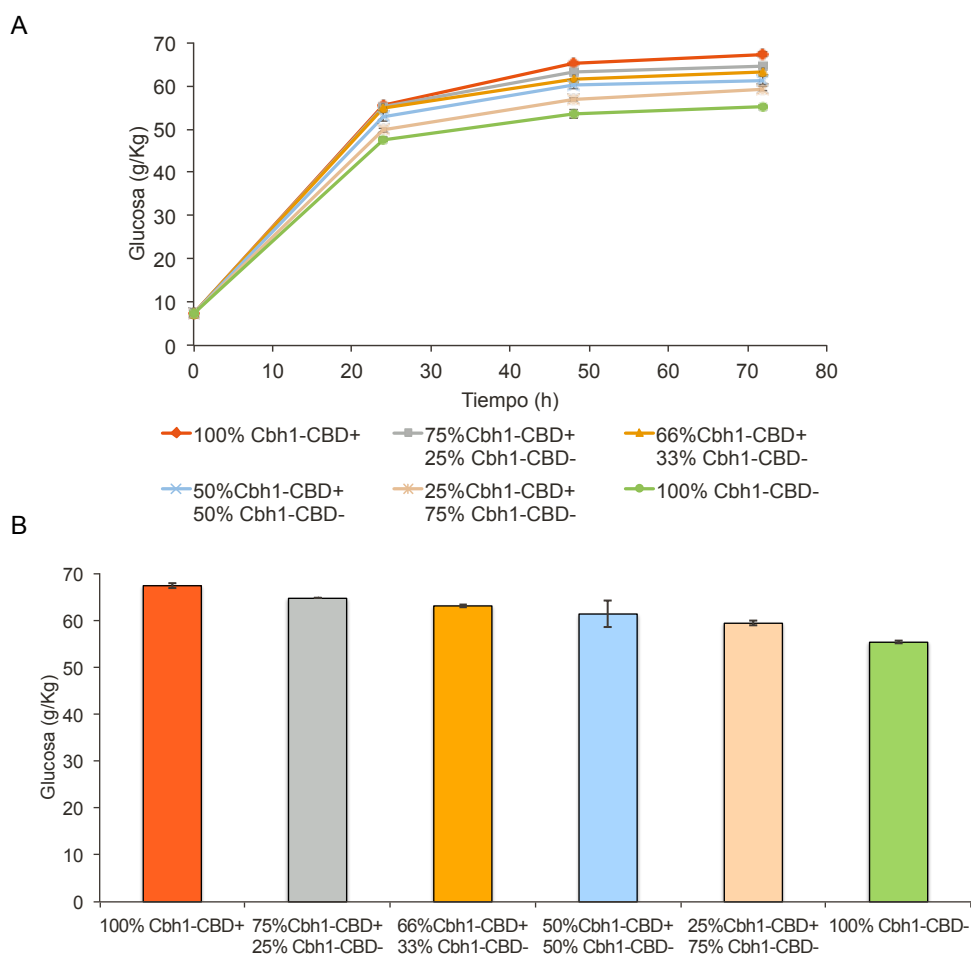 A
70
60
50
40
30
20
10
0
Glucosa (g/Kg)
0 10 20 30 40 50 60 70 80
Tiempo (h)
100% Cbh1-CBD+
75%Cbh1-CBD+
25% Cbh1-CBD-
66%Cbh1-CBD+
33% Cbh1-CBD-
50%Cbh1-CBD+
50% Cbh1-CBD-
25%Cbh1-CBD+
75% Cbh1-CBD-
100% Cbh1-CBD-
B
70
60
50
40
30
20
10
0
Glucosa (g/Kg)
100% Cbh1-CBD+
75%Cbh1-CBD+
25% Cbh1-CBD-
66%Cbh1-CBD+
33% Cbh1-CBD-
50%Cbh1-CBD+
50% Cbh1-CBD-
25%Cbh1-CBD+
75% Cbh1-CBD-
100% Cbh1-CBD-